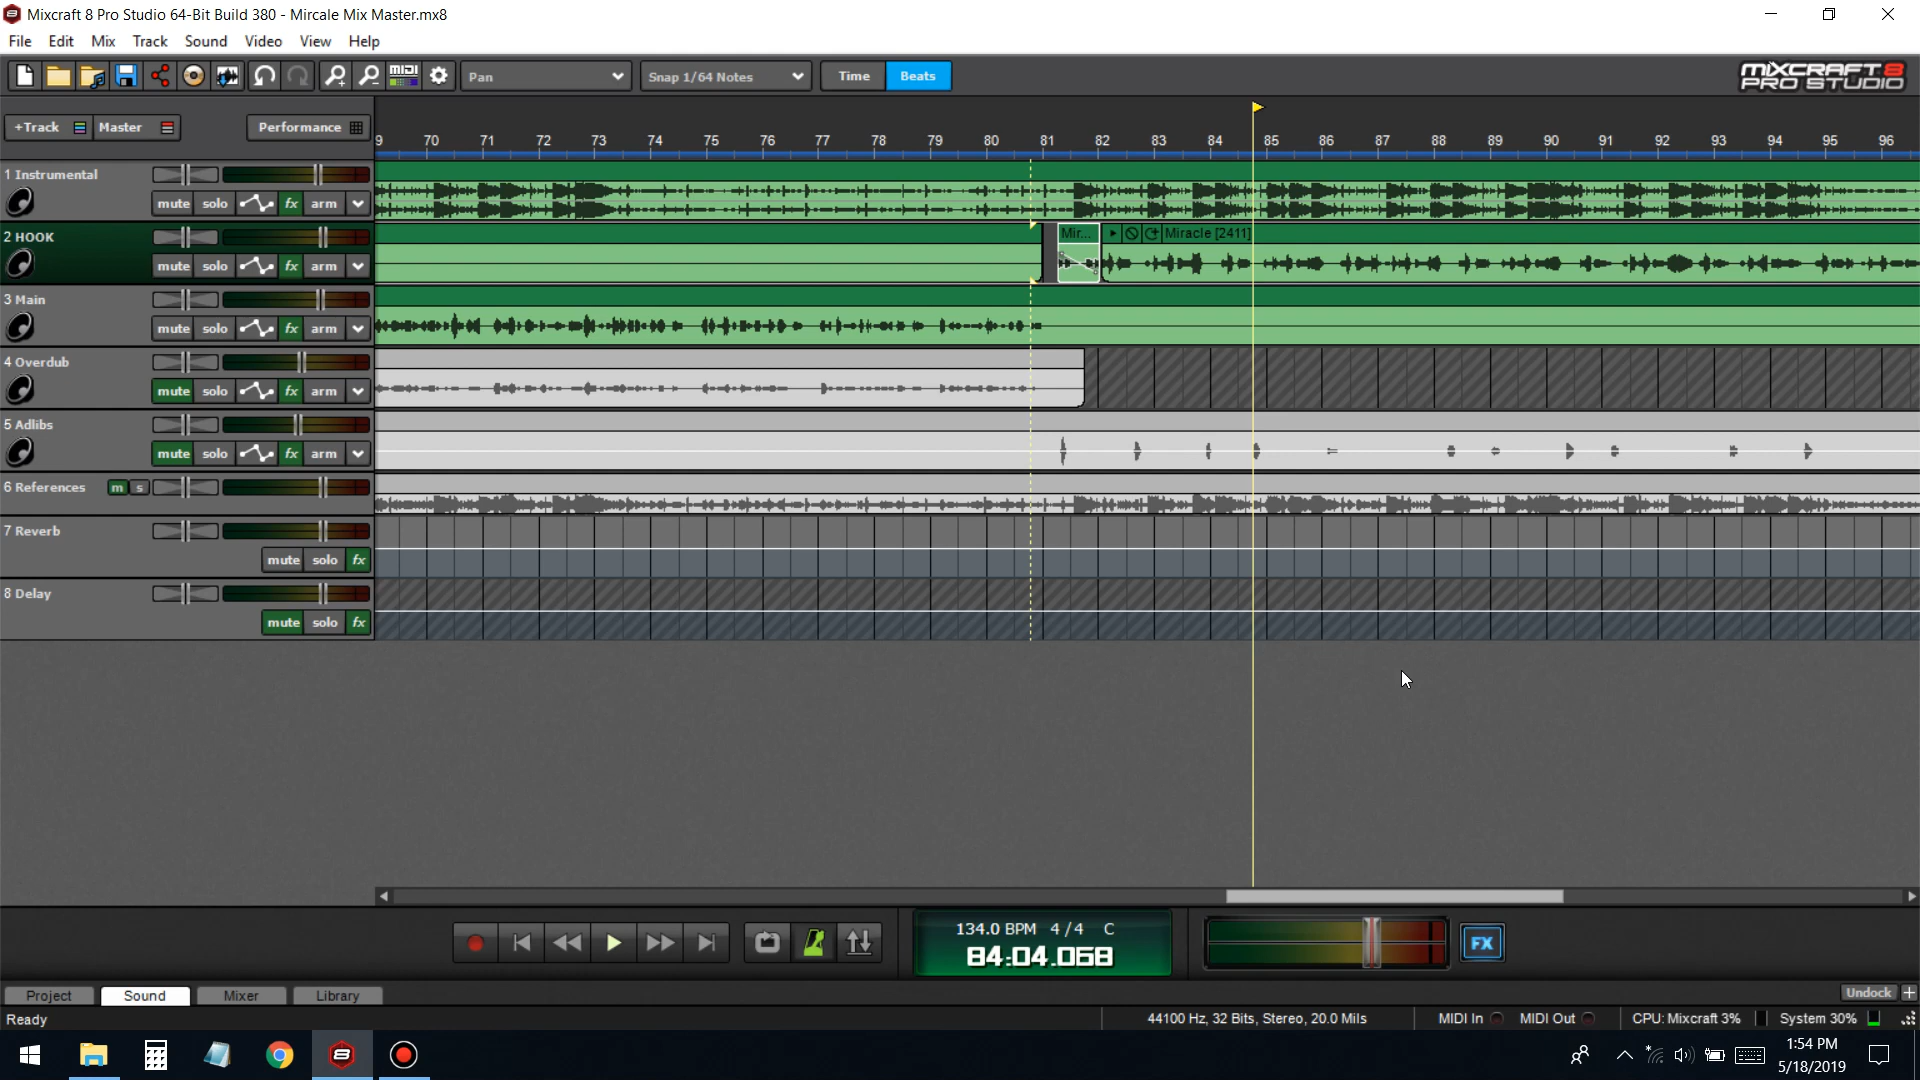 Mixcraft 8 Pro Studio 64-Bit Build 380 - Mircale Mix Master.mx8
File Edit Mix Track Sound Video View Help
MIDI Pan Snap 1/64 Notes Time Beats MIXCRAFT 8 PRO STUDIO
+Track Master Performance
9 70 71 72 73 74 75 76 77 78 79 80 81 82 83 84 85 86 87 88 89 90 91 92 93 94 95 96
1 Instrumental
mute solo fx arm
2 HOOK
Mir... Miracle [2411]
mute solo fx arm
3 Main
mute solo fx arm
4 Overdub
mute solo fx arm
5 Adlibs
mute solo fx arm
6 References m s
7 Reverb
mute solo fx
8 Delay
mute solo fx
134.0 BPM 4/4 C
84:04.068
FX
Project Sound Mixer Library Undock +
Ready 44100 Hz, 32 Bits, Stereo, 20.0 Mils MIDI In MIDI Out CPU: Mixcraft 3% System 30%
1:54 PM
5/18/2019